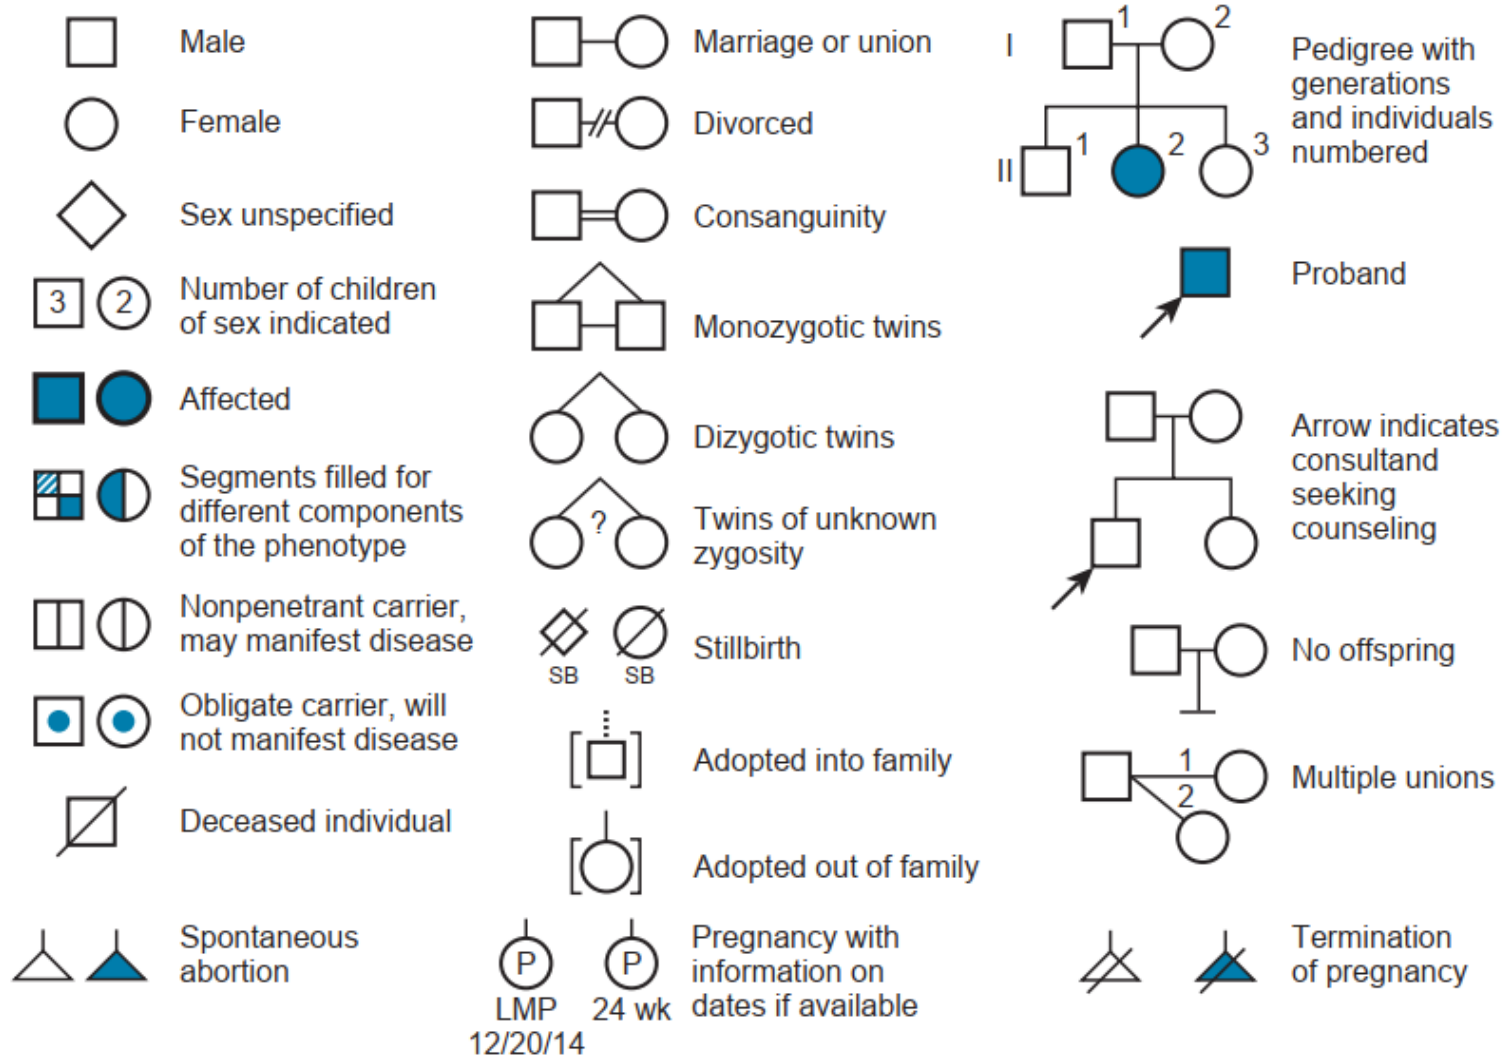 Male
Female
Sex unspecified
3 2
Number of children
of sex indicated
Affected
Segments filled for
different components
of the phenotype
Nonpenetrant carrier,
may manifest disease
Obligate carrier, will
not manifest disease
Deceased individual
Spontaneous
abortion
Marriage or union
Divorced
Consanguinity
Monozygotic twins
Dizygotic twins
?
Twins of unknown
zygosity
SB SB
Stillbirth
Adopted into family
Adopted out of family
P P
LMP 24 wk
12/20/14
Pregnancy with
information on
dates if available
I 1 2
II 1 2 3
Pedigree with
generations
and individuals
numbered
Proband
Arrow indicates
consultand
seeking
counseling
No offspring
1
2
Multiple unions
Termination
of pregnancy